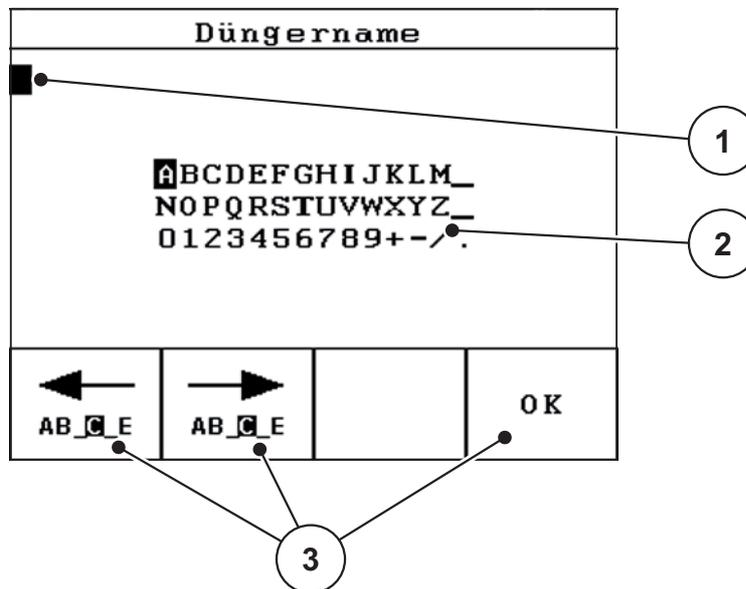 Düngername
1
ABCDEFGHIJKLM_
NOPQRSTUVWXYZ_
0123456789+-/.
2
AB_C_E
AB_C_E
OK
3